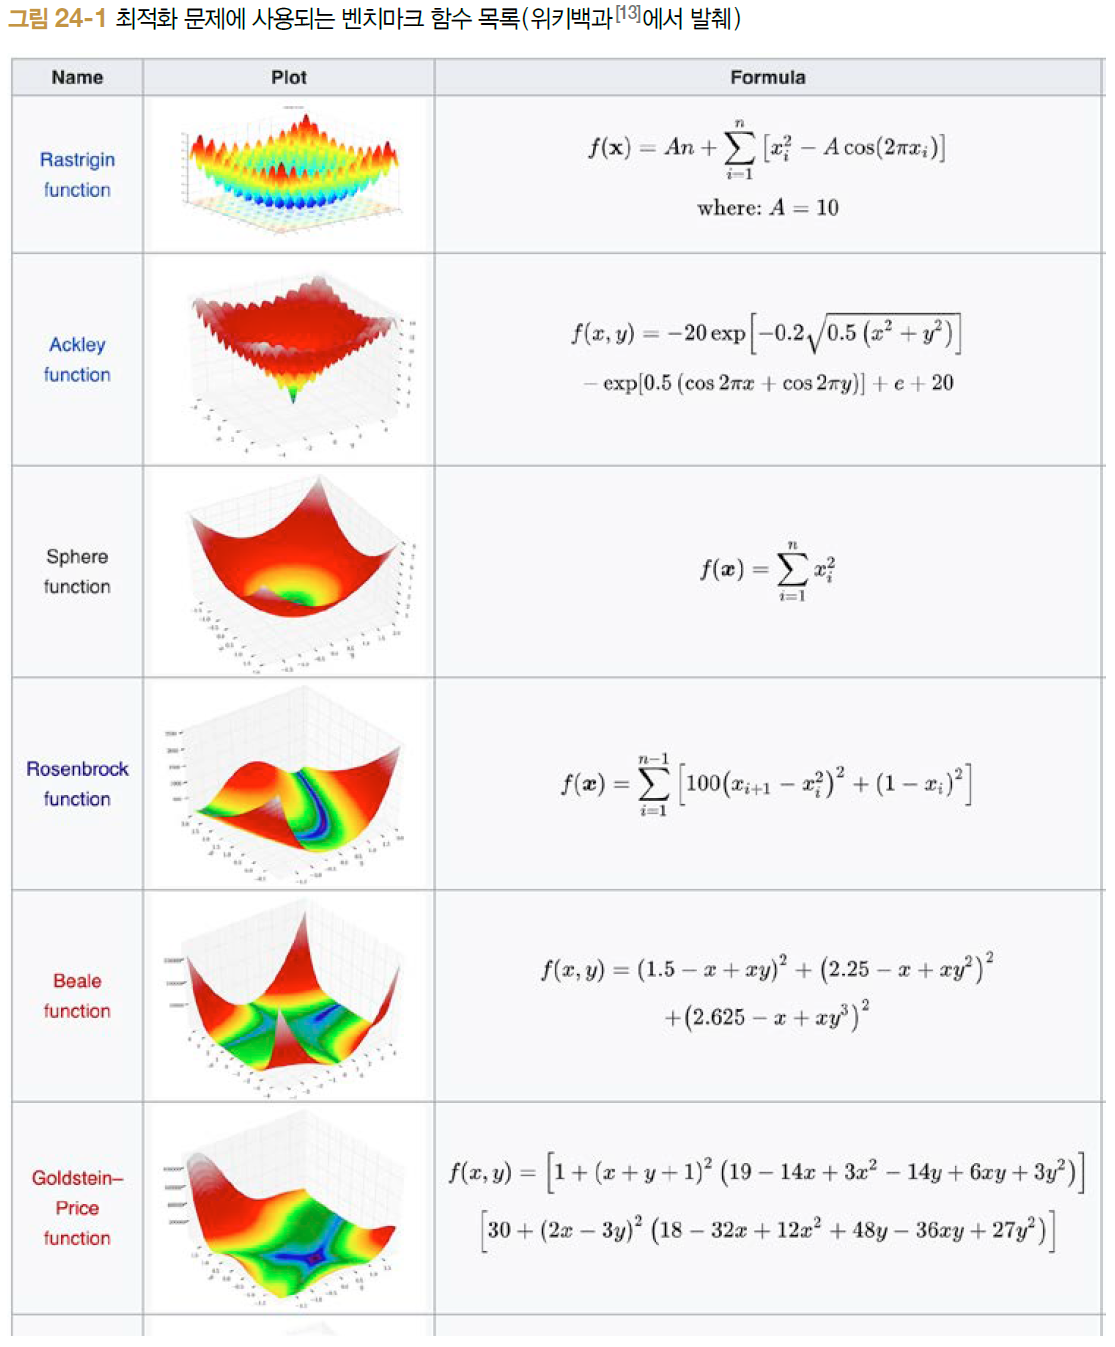 그림 24-1 최적화 문제에 사용되는 벤치마크 함수 목록(위키백과[13]에서 발췌)
Name Plot Formula
Rastrigin function
f(x) = An + ∑_{i=1}^{n} [x_i^2 − A cos(2πx_i)]
where: A = 10
Ackley function
f(x, y) = −20 exp[−0.2√(0.5 (x^2 + y^2))]
− exp[0.5 (cos 2πx + cos 2πy)] + e + 20
Sphere function
f(x) = ∑_{i=1}^{n} x_i^2
Rosenbrock function
f(x) = ∑_{i=1}^{n−1} [100(x_{i+1} − x_i^2)^2 + (1 − x_i)^2]
Beale function
f(x, y) = (1.5 − x + xy)^2 + (2.25 − x + xy^2)^2
+(2.625 − x + xy^3)^2
Goldstein–Price function
f(x, y) = [1 + (x + y + 1)^2 (19 − 14x + 3x^2 − 14y + 6xy + 3y^2)]
[30 + (2x − 3y)^2 (18 − 32x + 12x^2 + 48y − 36xy + 27y^2)]